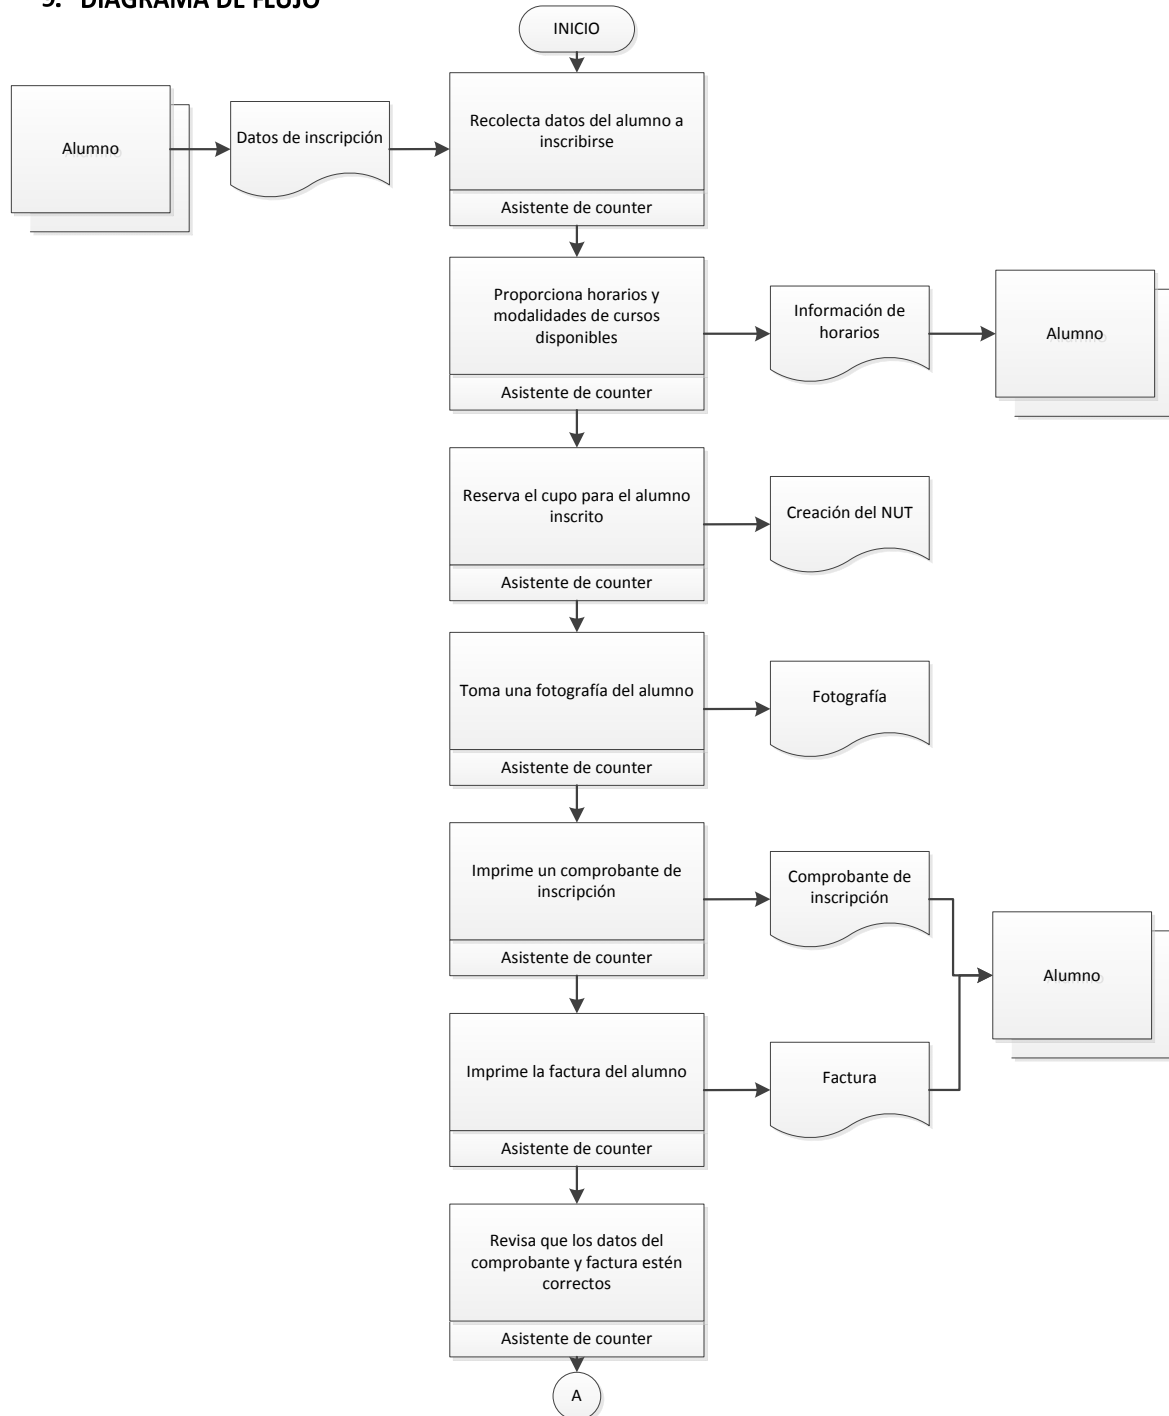 DIAGRAMA DE FLUJO
INICIO
Alumno
Datos de inscripción
Recolecta datos del alumno a
inscribirse
Asistente de counter
Proporciona horarios y
modalidades de cursos
disponibles
Asistente de counter
Información de
horarios
Alumno
Reserva el cupo para el alumno
inscrito
Asistente de counter
Creación del NUT
Toma una fotografía del alumno
Asistente de counter
Fotografía
Imprime un comprobante de
inscripción
Asistente de counter
Comprobante de
inscripción
Alumno
Imprime la factura del alumno
Asistente de counter
Factura
Revisa que los datos del
comprobante y factura estén
correctos
Asistente de counter
A